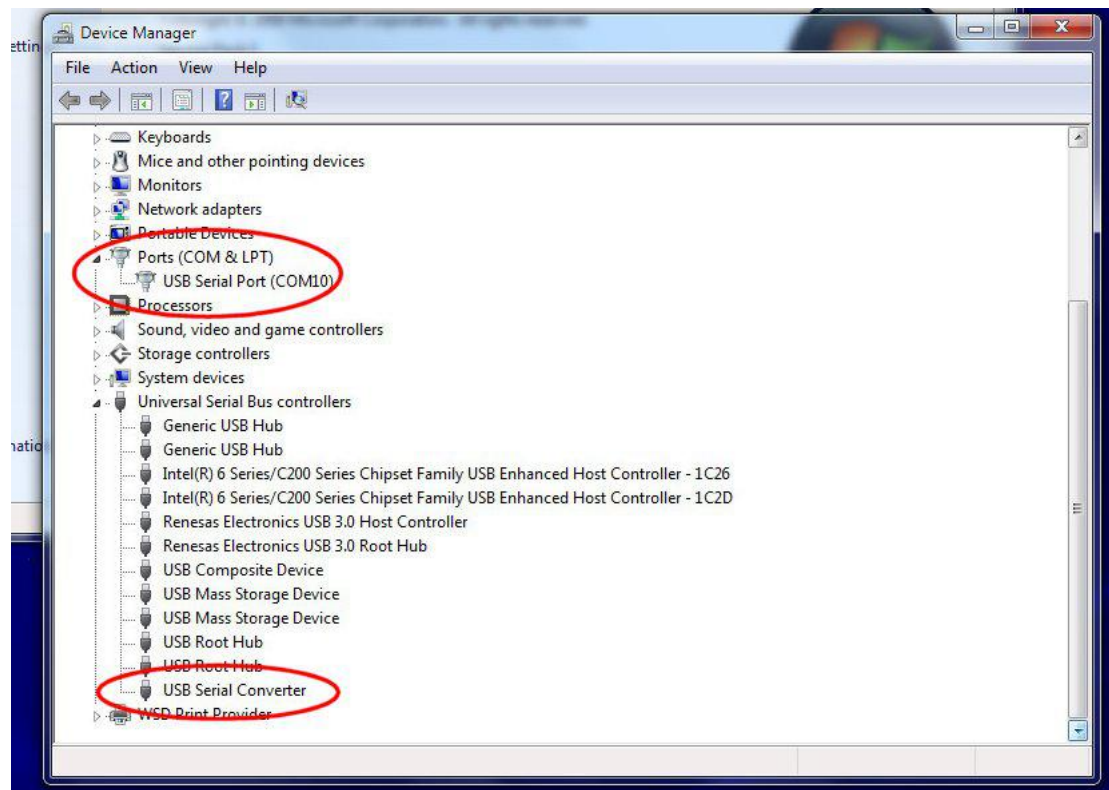 ettin
Device Manager
File Action View Help
Keyboards
Mice and other pointing devices
Monitors
Network adapters
Portable Devices
Ports (COM & LPT)
USB Serial Port (COM10)
Processors
Sound, video and game controllers
Storage controllers
System devices
Universal Serial Bus controllers
Generic USB Hub
Generic USB Hub
natio
Intel(R) 6 Series/C200 Series Chipset Family USB Enhanced Host Controller - 1C26
Intel(R) 6 Series/C200 Series Chipset Family USB Enhanced Host Controller - 1C2D
Renesas Electronics USB 3.0 Host Controller
Renesas Electronics USB 3.0 Root Hub
USB Composite Device
USB Mass Storage Device
USB Mass Storage Device
USB Root Hub
USB Root Hub
USB Serial Converter
WSD Print Provider